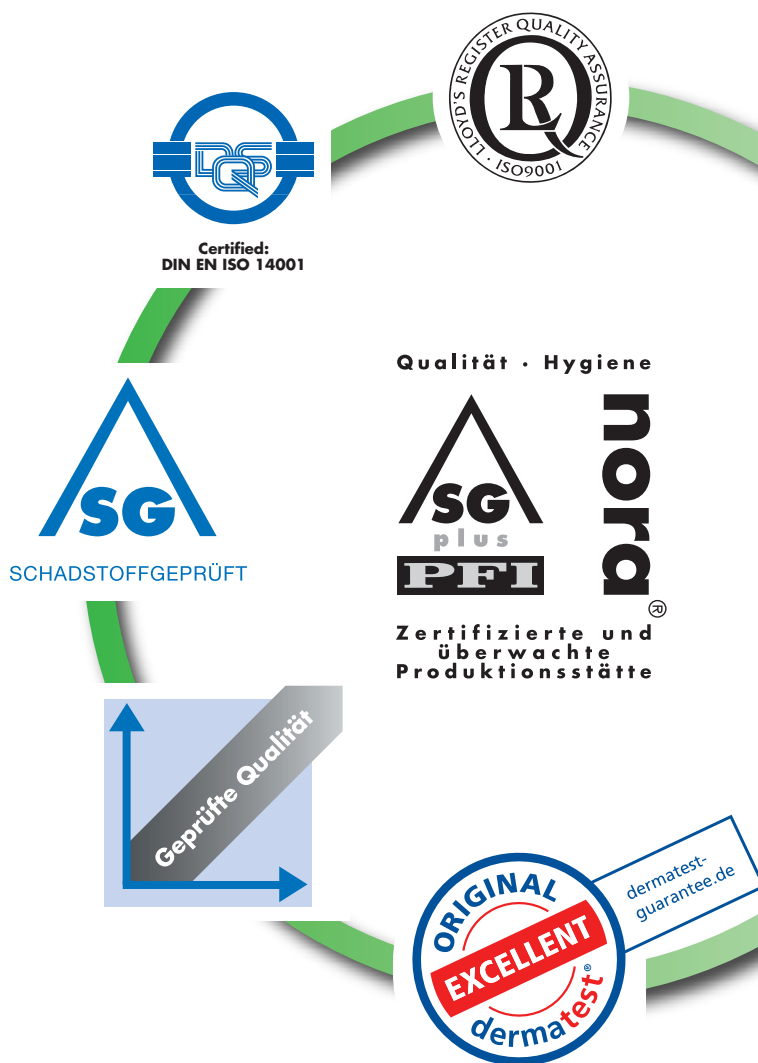 LLOYD'S REGISTER QUALITY ASSURANCE
· ISO9001 ·
LRQ
DQS
Certified:
DIN EN ISO 14001
Qualität · Hygiene
SG
SCHADSTOFFGEPRÜFT
SG
plus
PFI
nora®
Zertifizierte und
überwachte
Produktionsstätte
Geprüfte Qualität
ORIGINAL
EXCELLENT
dermatest®
dermatest-
guarantee.de